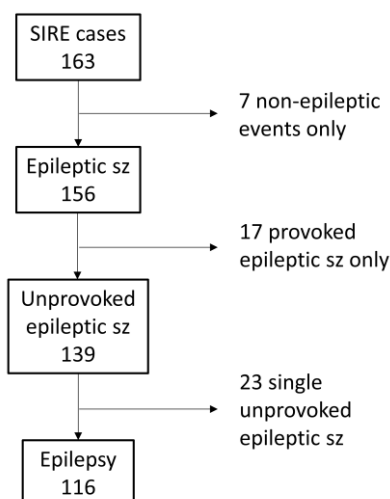 SIRE cases
163
7 non-epileptic
events only
Epileptic sz
156
17 provoked
epileptic sz only
Unprovoked
epileptic sz
139
23 single
unprovoked
epileptic sz
Epilepsy
116